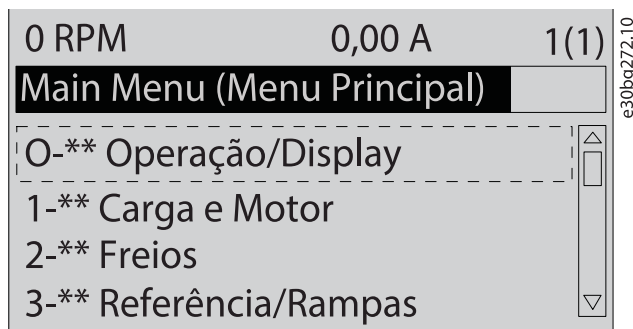 0 RPM 0,00 A 1(1)
Main Menu (Menu Principal)
O-** Operação/Display
1-** Carga e Motor
2-** Freios
3-** Referência/Rampas
e30bg272.10